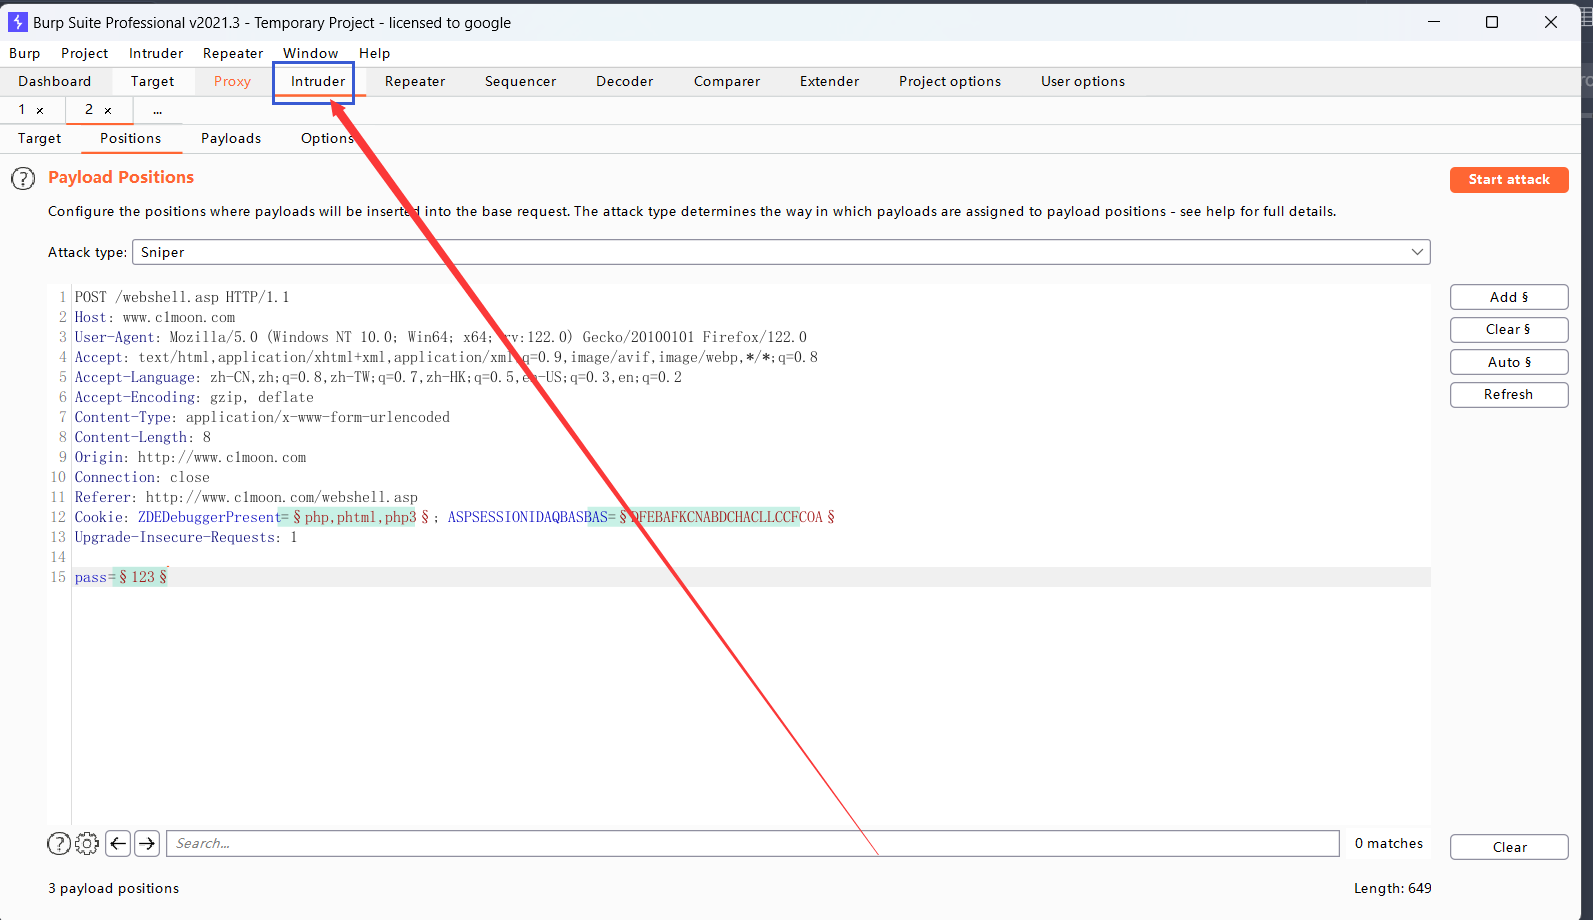 Burp Suite Professional v2021.3 - Temporary Project - licensed to google
Burp Project Intruder Repeater Window Help
Dashboard Target Proxy Intruder Repeater Sequencer Decoder Comparer Extender Project options User options
1 × 2 × ...
Target Positions Payloads Options
? Payload Positions
Start attack
Configure the positions where payloads will be inserted into the base request. The attack type determines the way in which payloads are assigned to payload positions - see help for full details.
Attack type: Sniper
1 POST /webshell.asp HTTP/1.1
Add §
2 Host: www.c1moon.com
3 User-Agent: Mozilla/5.0 (Windows NT 10.0; Win64; x64; rv:122.0) Gecko/20100101 Firefox/122.0
Clear §
4 Accept: text/html,application/xhtml+xml,application/xml;q=0.9,image/avif,image/webp,*/*;q=0.8
Auto §
5 Accept-Language: zh-CN,zh;q=0.8,zh-TW;q=0.7,zh-HK;q=0.5,en-US;q=0.3,en;q=0.2
6 Accept-Encoding: gzip, deflate
Refresh
7 Content-Type: application/x-www-form-urlencoded
8 Content-Length: 8
9 Origin: http://www.c1moon.com
10 Connection: close
11 Referer: http://www.c1moon.com/webshell.asp
12 Cookie: ZDEDebuggerPresent=§php,phtml,php3§; ASPSESSIONIDAQBASBAS=§DFEBAFKCNABDCHACLLCCFCOA§
13 Upgrade-Insecure-Requests: 1
14
15 pass=§123§
? Search... 0 matches
Clear
3 payload positions
Length: 649